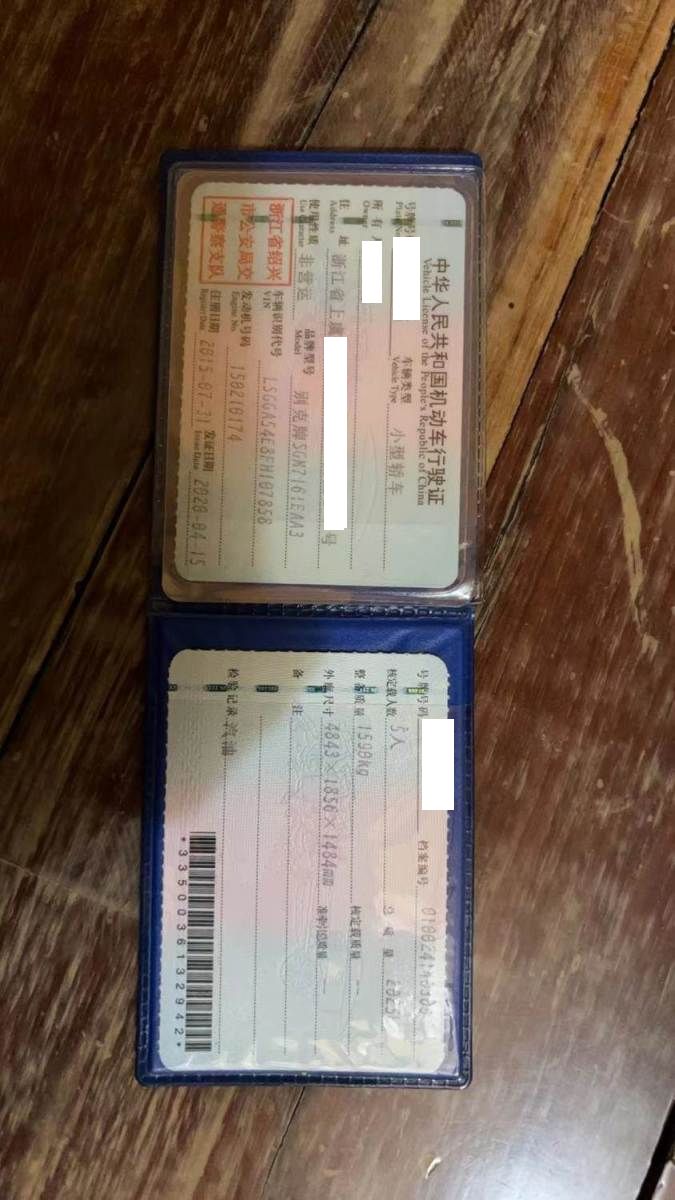 中华人民共和国机动车行驶证
Vehicle License of the People's Republic of China
号牌号码 车辆类型 小型轿车
Plate No. Vehicle Type
所有人
Owner
住 址 浙江省上虞 号
Address
使用性质 非营运 品牌型号 别克牌SGM7161EAA3
Use Character Model
浙江省绍兴
市公安局交
通警察支队
车辆识别代号 LSGGA54E8FH107858
VIN
发动机号码 150216174
Engine No.
注册日期 2015-07-31 发证日期 2020-04-15
Register Date Issue Date
号牌号码 档案编号
核定载人数 5人 总质量
整备质量 1590kg 核定载质量 --
外廓尺寸 4843×1856×1484mm 准牵引总质量 --
备 注
检验记录 汽油
*3350036132942*